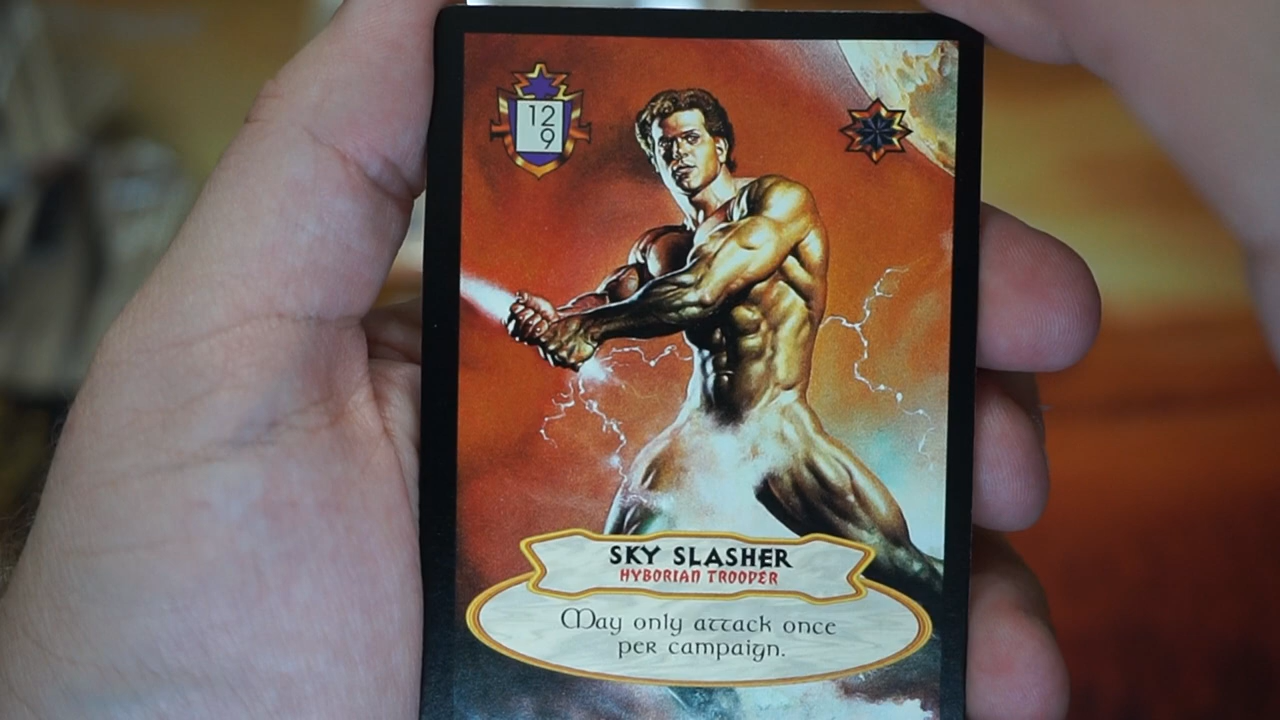 12
9
SKY SLASHER
HYBORIAN TROOPER
May only attack once
per campaign.